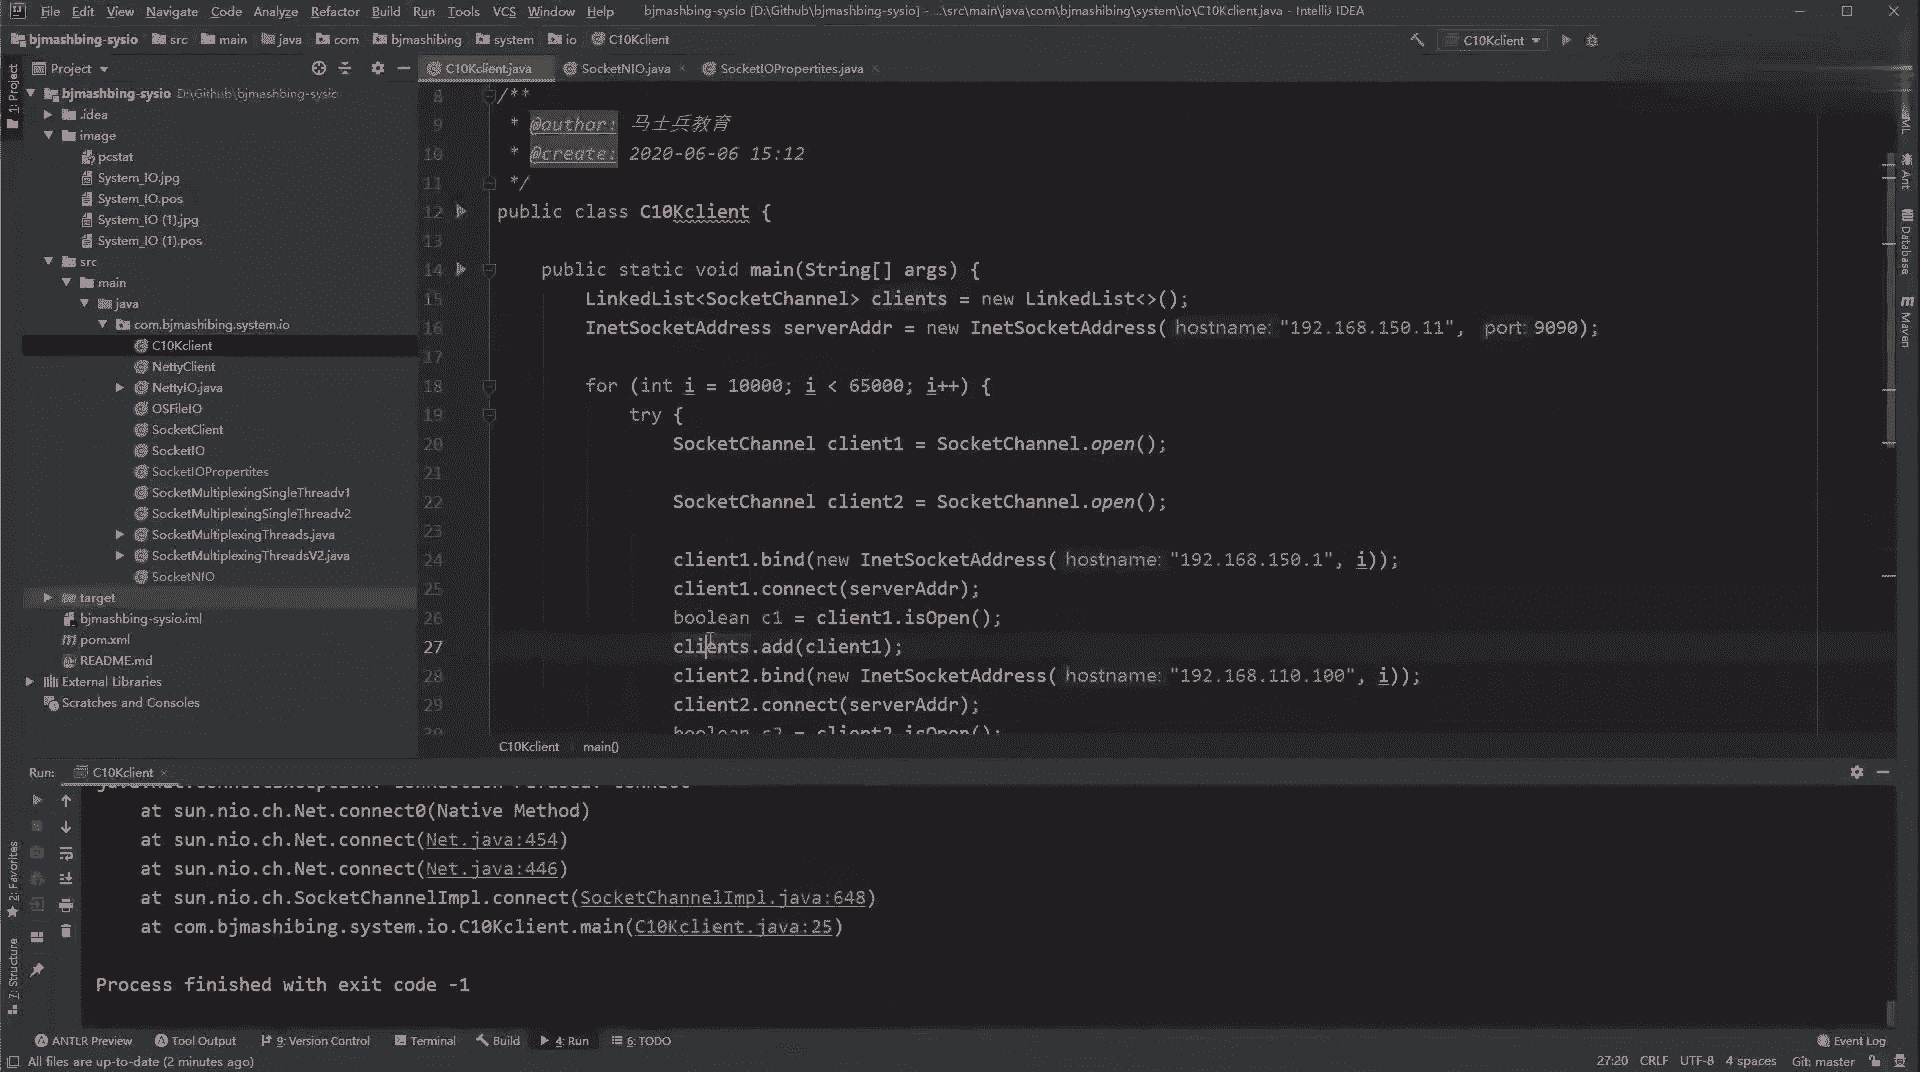 File Edit View Navigate Code Analyze Refactor Build Run Tools VCS Window Help bjmashbing-sysio [D:\Github\bjmashbing-sysio] - ...\src\main\java\com\bjmashibing\system\io\C10Kclient.java - IntelliJ IDEA
bjmashbing-sysio src main java com bjmashibing system io C10Kclient
C10Kclient
Project
C10Kclient.java SocketNIO.java SocketIOPropertites.java
1: Project
bjmashbing-sysio D:\Github\bjmashbing-sysio
.idea
image
pcstat
System_IO.jpg
System_IO.pos
System_IO (1).jpg
System_IO (1).pos
src
main
java
com.bjmashibing.system.io
C10Kclient
NettyClient
NettyIO.java
OSFileIO
SocketClient
SocketIO
SocketIOPropertites
SocketMultiplexingSingleThreadv1
SocketMultiplexingSingleThreadv2
SocketMultiplexingThreads.java
SocketMultiplexingThreadsV2.java
SocketNIO
target
bjmashbing-sysio.iml
pom.xml
README.md
External Libraries
Scratches and Consoles
8 /**
9 * @author: 马士兵教育
10 * @create: 2020-06-06 15:12
11 */
12 public class C10Kclient {
13
14 public static void main(String[] args) {
15 LinkedList<SocketChannel> clients = new LinkedList<>();
16 InetSocketAddress serverAddr = new InetSocketAddress( hostname: "192.168.150.11", port: 9090);
17
18 for (int i = 10000; i < 65000; i++) {
19 try {
20 SocketChannel client1 = SocketChannel.open();
21
22 SocketChannel client2 = SocketChannel.open();
23
24 client1.bind(new InetSocketAddress( hostname: "192.168.150.1", i));
25 client1.connect(serverAddr);
26 boolean c1 = client1.isOpen();
27 clients.add(client1);
28 client2.bind(new InetSocketAddress( hostname: "192.168.110.100", i));
29 client2.connect(serverAddr);
30 boolean c2 = client2.isOpen();
C10Kclient main()
Ant
Database
Maven
Run: C10Kclient
at sun.nio.ch.Net.connect0(Native Method)
at sun.nio.ch.Net.connect(Net.java:454)
at sun.nio.ch.Net.connect(Net.java:446)
at sun.nio.ch.SocketChannelImpl.connect(SocketChannelImpl.java:648)
at com.bjmashibing.system.io.C10Kclient.main(C10Kclient.java:25)
Process finished with exit code -1
2: Favorites
7: Structure
ANTLR Preview Tool Output 9: Version Control Terminal Build 4: Run 6: TODO Event Log
All files are up-to-date (2 minutes ago) 27:20 CRLF UTF-8 4 spaces Git: master